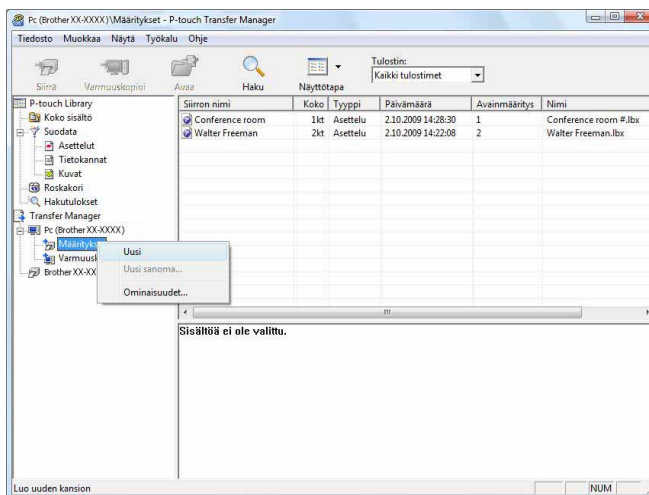 Pc (Brother XX-XXXX)\Määritykset - P-touch Transfer Manager
Tiedosto Muokkaa Näytä Työkalu Ohje
Siirrä Varmuuskopioi Avaa Haku Näyttötapa
Tulostin:
Kaikki tulostimet
P-touch Library
Koko sisältö
Suodata
Asettelut
Tietokannat
Kuvat
Roskakori
Hakutulokset
Transfer Manager
Pc (Brother XX-XXXX)
Määritykse
Varmuusk
Brother XX-XX
Uusi
Uusi sanoma...
Ominaisuudet...
Siirron nimi Koko Tyyppi Päivämäärä Avainmääritys Nimi
Conference room 1kt Asettelu 2.10.2009 14:28:30 1 Conference room #.lbx
Walter Freeman 2kt Asettelu 2.10.2009 14:22:08 2 Walter Freeman.lbx
Sisältöä ei ole valittu.
Luo uuden kansion
NUM